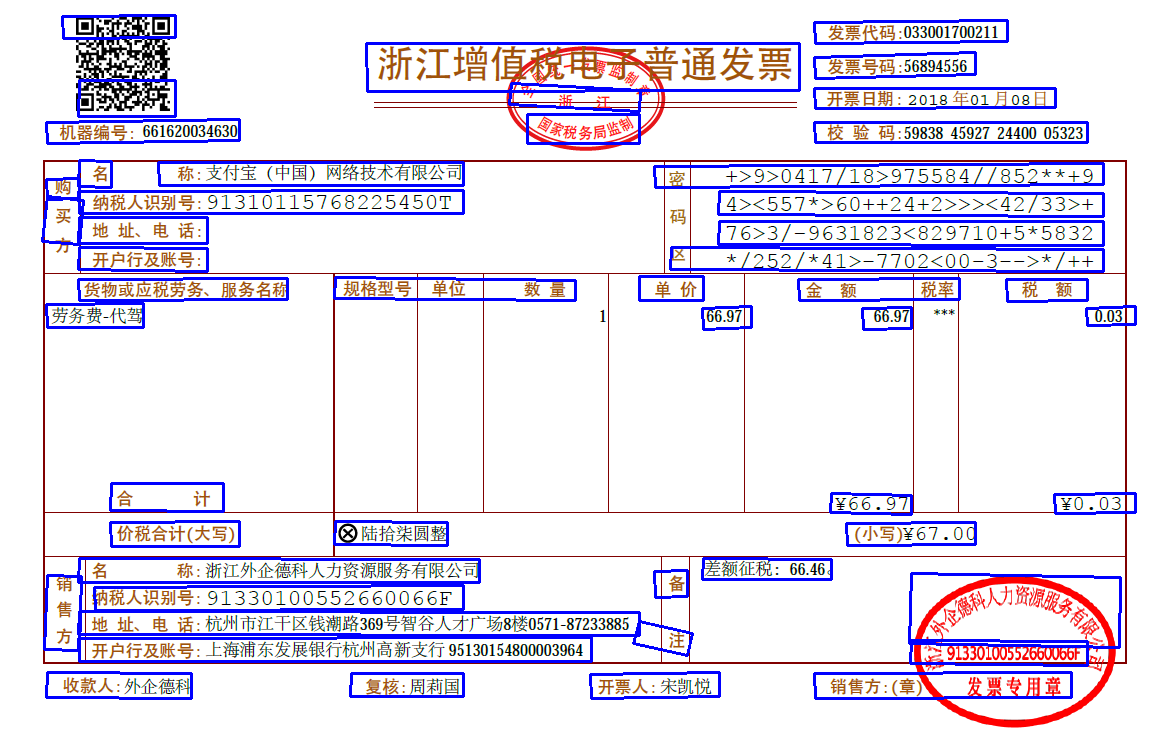 浙江增值税电子普通发票
全国统一发票监制章
浙 江
国家税务局监制
发票代码:033001700211
发票号码:56894556
开票日期: 2018 年01 月08 日
校 验 码:59838 45927 24400 05323
机器编号: 661620034630
购买方
名 称:支付宝（中国）网络技术有限公司
纳税人识别号:91310115768225450T
地 址、电 话:
开户行及账号:
密码区
+>9>0417/18>975584//852**+9
4><557*>60++24+2>>><42/33>+
76>3/-9631823<829710+5*5832
*/252/*41>-7702<00-3-->*/++
货物或应税劳务、服务名称 规格型号 单位 数 量 单 价 金 额 税率 税 额
劳务费-代驾 1 66.97 66.97 *** 0.03
合 计 ¥66.97 ¥0.03
价税合计(大写) ⊗陆拾柒圆整 (小写)¥67.00
销售方
名 称:浙江外企德科人力资源服务有限公司
纳税人识别号:91330100552660066F
地 址、电 话:杭州市江干区钱潮路369号智谷人才广场8楼0571-87233885
开户行及账号:上海浦东发展银行杭州高新支行 95130154800003964
备注
差额征税: 66.46。
浙江外企德科人力资源服务有限公司
91330100552660066F
发票专用章
收款人:外企德科 复核:周莉国 开票人:宋凯悦 销售方:(章)